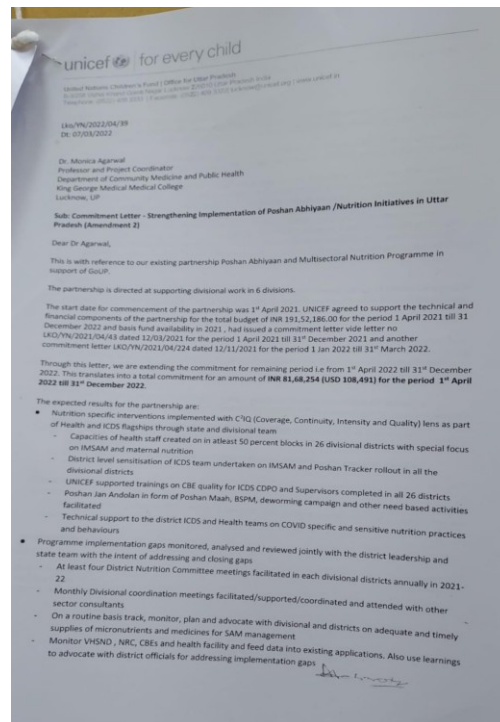 unicef for every child
United Nations Children's Fund | Office for Uttar Pradesh
Lko/YN/2022/04/39
Dt: 07/03/2022
Dr. Monica Agarwal
Professor and Project Coordinator
Department of Community Medicine and Public Health
King George Medical Medical College
Lucknow, UP
Sub: Commitment Letter - Strengthening Implementation of Poshan Abhiyaan /Nutrition Initiatives in Uttar
Pradesh (Amendment 2)
Dear Dr Agarwal,
This is with reference to our existing partnership Poshan Abhiyaan and Multisectoral Nutrition Programme in
support of GoUP.
The partnership is directed at supporting divisional work in 6 divisions.
The start date for commencement of the partnership was 1st April 2021. UNICEF agreed to support the technical and
financial components of the partnership for the total budget of INR 191,52,186.00 for the period 1 April 2021 till 31
December 2022 and basis fund availability in 2021 , had issued a commitment letter vide letter no
LKO/YN/2021/04/43 dated 12/03/2021 for the period 1 April 2021 till 31st December 2021 and another
commitment letter LKO/YN/2021/04/224 dated 12/11/2021 for the period 1 Jan 2022 till 31st March 2022.
Through this letter, we are extending the commitment for remaining period i.e from 1st April 2022 till 31st December
2022. This translates into a total commitment for an amount of INR 81,68,254 (USD 108,491) for the period 1st April
2022 till 31st December 2022.
The expected results for the partnership are:
• Nutrition specific interventions implemented with C³Q (Coverage, Continuity, Intensity and Quality) lens as part
of Health and ICDS flagships through state and divisional team
- Capacities of health staff created on in atleast 50 percent blocks in 26 divisional districts with special focus
on IMSAM and maternal nutrition
- District level sensitisation of ICDS team undertaken on IMSAM and Poshan Tracker rollout in all the
divisional districts
- UNICEF supported trainings on CBE quality for ICDS CDPO and Supervisors completed in all 26 districts
- Poshan Jan Andolan in form of Poshan Maah, BSPM, deworming campaign and other need based activities
facilitated
- Technical support to the district ICDS and Health teams on COVID specific and sensitive nutrition practices
and behaviours
• Programme implementation gaps monitored, analysed and reviewed jointly with the district leadership and
state team with the intent of addressing and closing gaps
- At least four District Nutrition Committee meetings facilitated in each divisional districts annually in 2021-
22
- Monthly Divisional coordination meetings facilitated/supported/coordinated and attended with other
sector consultants
- On a routine basis track, monitor, plan and advocate with divisional and districts on adequate and timely
supplies of micronutrients and medicines for SAM management
- Monitor VHSND , NRC, CBEs and health facility and feed data into existing applications. Also use learnings
to advocate with district officials for addressing implementation gaps